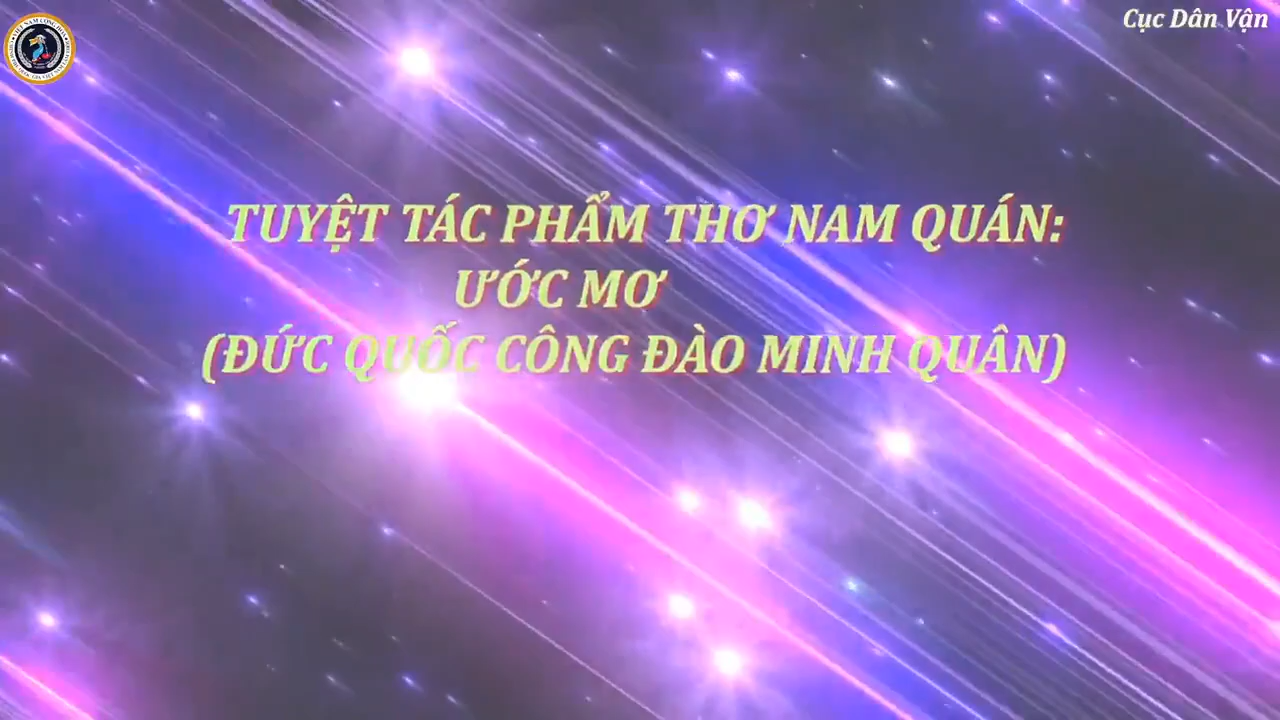 Cục Dân Vận
TUYỆT TÁC PHẨM THƠ NAM QUÁN:
ƯỚC MƠ
(ĐỨC QUỐC CÔNG ĐÀO MINH QUÂN)